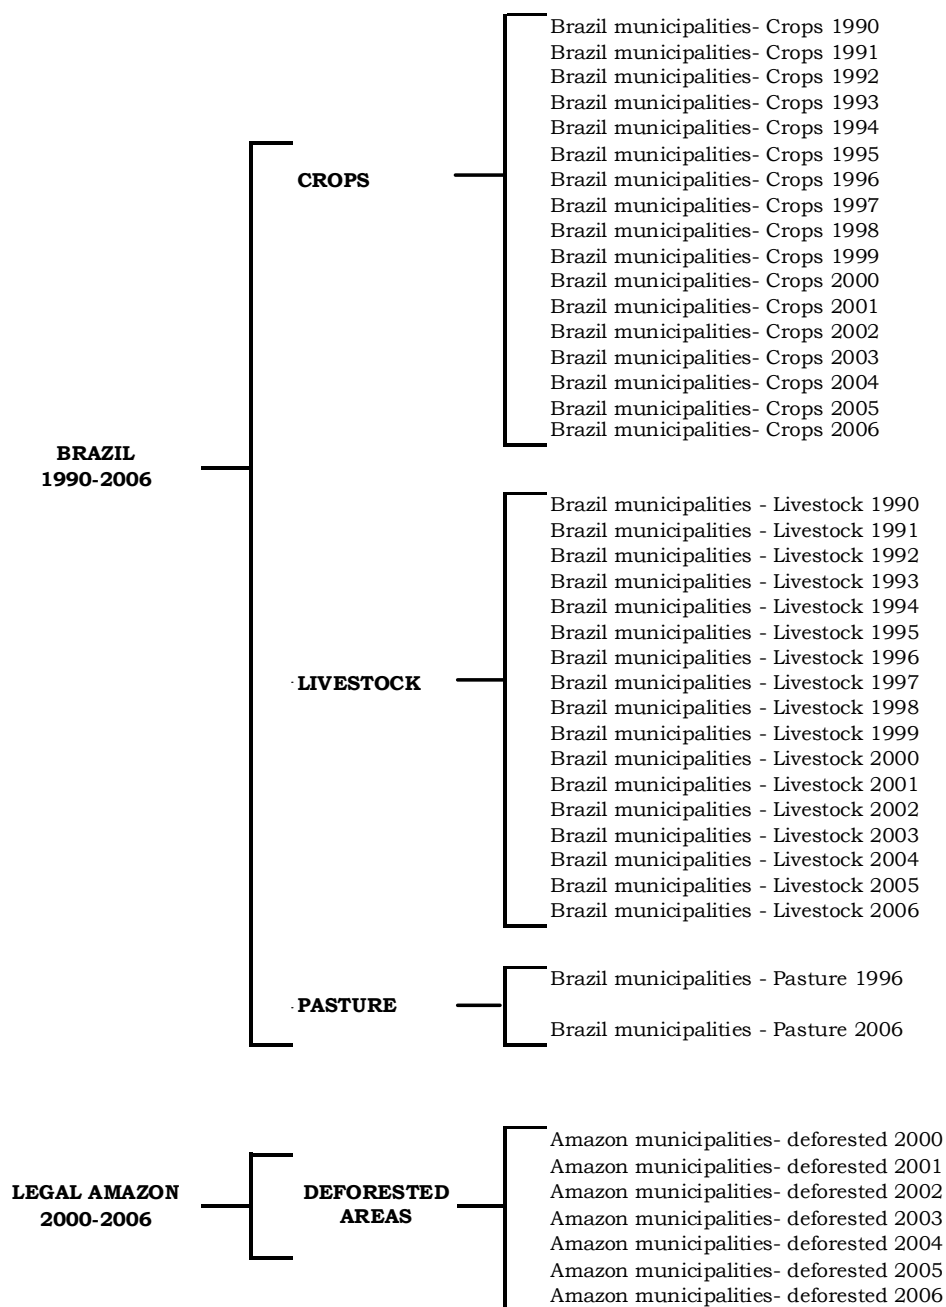 BRAZIL
1990-2006
CROPS
Brazil municipalities- Crops 1990
Brazil municipalities- Crops 1991
Brazil municipalities- Crops 1992
Brazil municipalities- Crops 1993
Brazil municipalities- Crops 1994
Brazil municipalities- Crops 1995
Brazil municipalities- Crops 1996
Brazil municipalities- Crops 1997
Brazil municipalities- Crops 1998
Brazil municipalities- Crops 1999
Brazil municipalities- Crops 2000
Brazil municipalities- Crops 2001
Brazil municipalities- Crops 2002
Brazil municipalities- Crops 2003
Brazil municipalities- Crops 2004
Brazil municipalities- Crops 2005
Brazil municipalities- Crops 2006
LIVESTOCK
Brazil municipalities - Livestock 1990
Brazil municipalities - Livestock 1991
Brazil municipalities - Livestock 1992
Brazil municipalities - Livestock 1993
Brazil municipalities - Livestock 1994
Brazil municipalities - Livestock 1995
Brazil municipalities - Livestock 1996
Brazil municipalities - Livestock 1997
Brazil municipalities - Livestock 1998
Brazil municipalities - Livestock 1999
Brazil municipalities - Livestock 2000
Brazil municipalities - Livestock 2001
Brazil municipalities - Livestock 2002
Brazil municipalities - Livestock 2003
Brazil municipalities - Livestock 2004
Brazil municipalities - Livestock 2005
Brazil municipalities - Livestock 2006
PASTURE
Brazil municipalities - Pasture 1996
Brazil municipalities - Pasture 2006
LEGAL AMAZON
2000-2006
DEFORESTED
AREAS
Amazon municipalities- deforested 2000
Amazon municipalities- deforested 2001
Amazon municipalities- deforested 2002
Amazon municipalities- deforested 2003
Amazon municipalities- deforested 2004
Amazon municipalities- deforested 2005
Amazon municipalities- deforested 2006